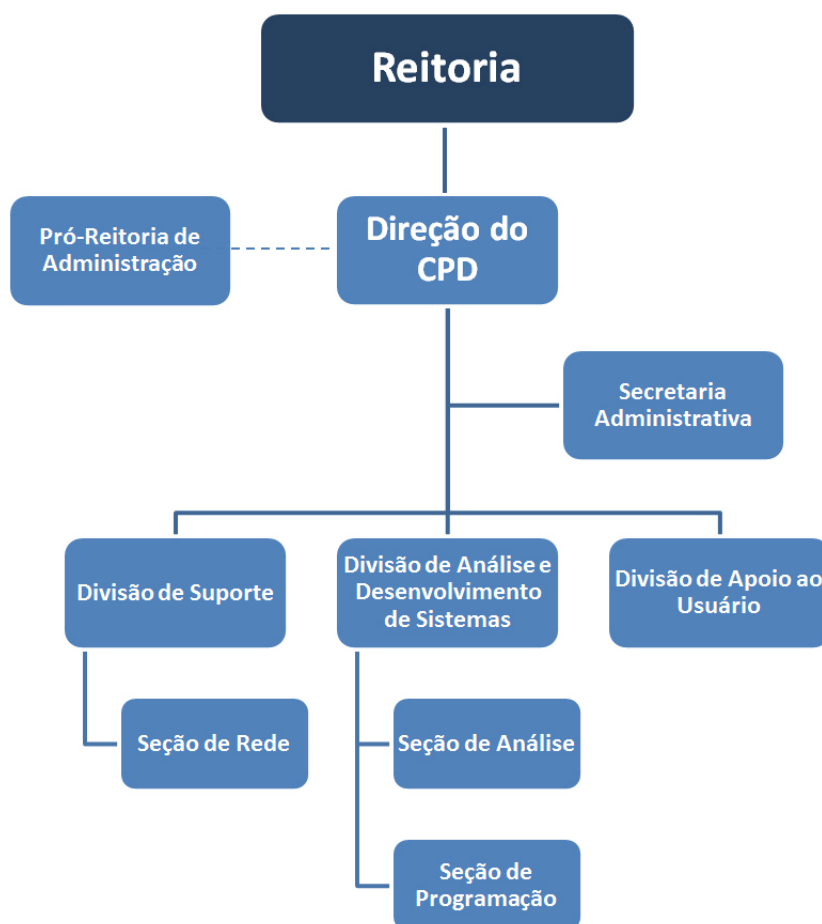 Reitoria
Pró-Reitoria de
Administração
Direção do
CPD
Secretaria
Administrativa
Divisão de Suporte
Divisão de Análise e
Desenvolvimento
de Sistemas
Divisão de Apoio ao
Usuário
Seção de Rede
Seção de Análise
Seção de
Programação